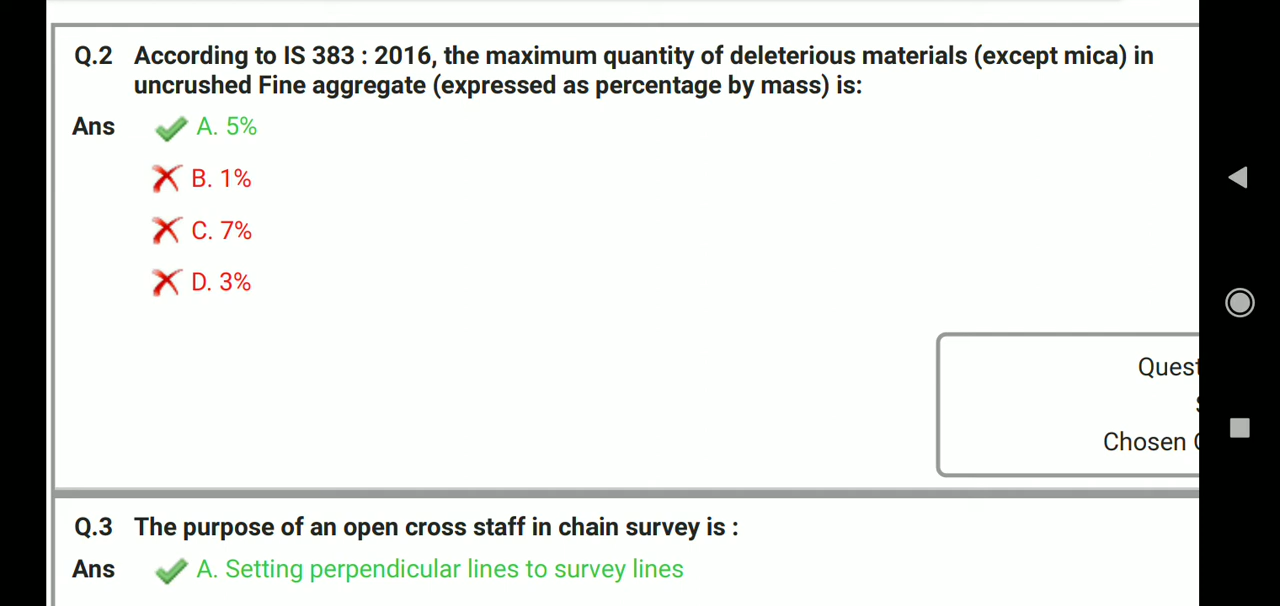 Q.2 According to IS 383 : 2016, the maximum quantity of deleterious materials (except mica) in
uncrushed Fine aggregate (expressed as percentage by mass) is:
Ans A. 5%
B. 1%
C. 7%
D. 3%
Chosen
Q.3 The purpose of an open cross staff in chain survey is :
Ans A. Setting perpendicular lines to survey lines